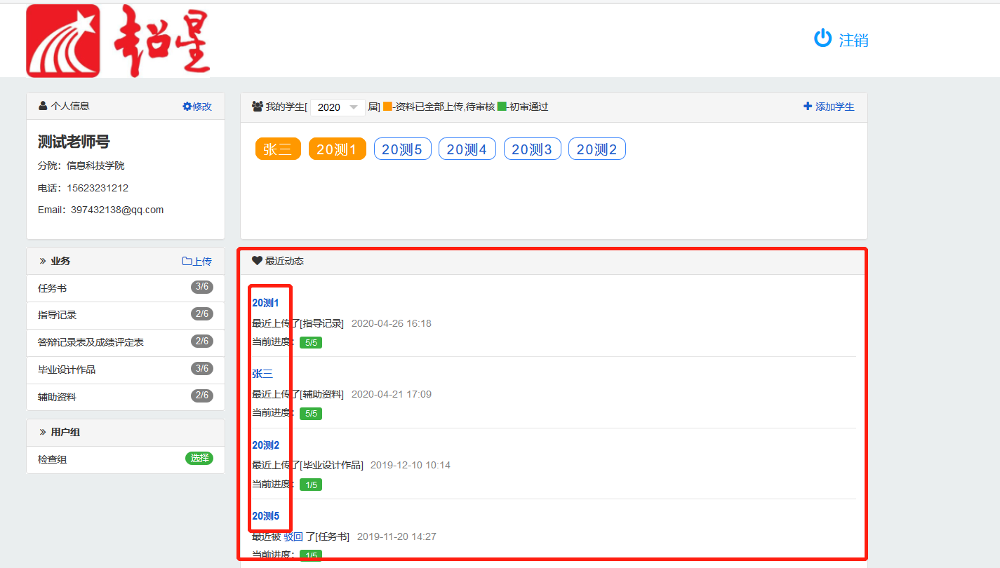 超星
注销
个人信息 修改
测试老师号
分院：信息科技学院
电话：15623231212
Email：397432138@qq.com
我的学生[ 2020 届] -资料已全部上传,待审核 -初审通过 添加学生
张三 20测1 20测5 20测4 20测3 20测2
业务 上传
任务书 3/6
指导记录 2/6
答辩记录表及成绩评定表 2/6
毕业设计作品 3/6
辅助资料 2/6
用户组
检查组 选择
最近动态
20测1
最近上传了[指导记录] 2020-04-26 16:18
当前进度： 5/5
张三
最近上传了[辅助资料] 2020-04-21 17:09
当前进度： 5/5
20测2
最近上传了[毕业设计作品] 2019-12-10 10:14
当前进度： 1/5
20测5
最近被 驳回 了[任务书] 2019-11-20 14:27
当前进度： 1/5